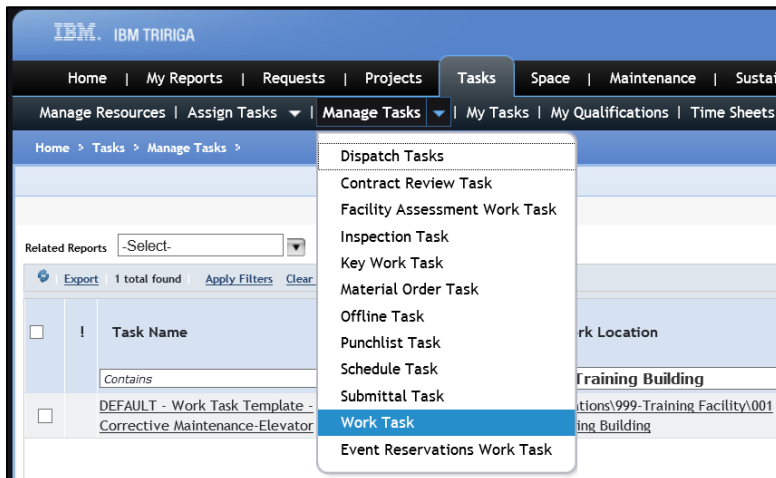 IBM. IBM TRIRIGA
Home | My Reports | Requests | Projects Tasks Space | Maintenance |
Manage Resources | Assign Tasks | Manage Tasks | My Tasks | My Qualifications | Time Sheets
Home > Tasks > Manage Tasks >
Dispatch Tasks
Contract Review Task
Facility Assessment Work Task
Inspection Task
Key Work Task
Material Order Task
Offline Task
Punchlist Task
Schedule Task
Submittal Task
Work Task
Event Reservations Work Task
Related Reports -Select-
Export 1 total found Apply Filters Clear
! Task Name rk Location
Contains Training Building
DEFAULT - Work Task Template - tions\999-Training Facility\001
Corrective Maintenance-Elevator ing Building